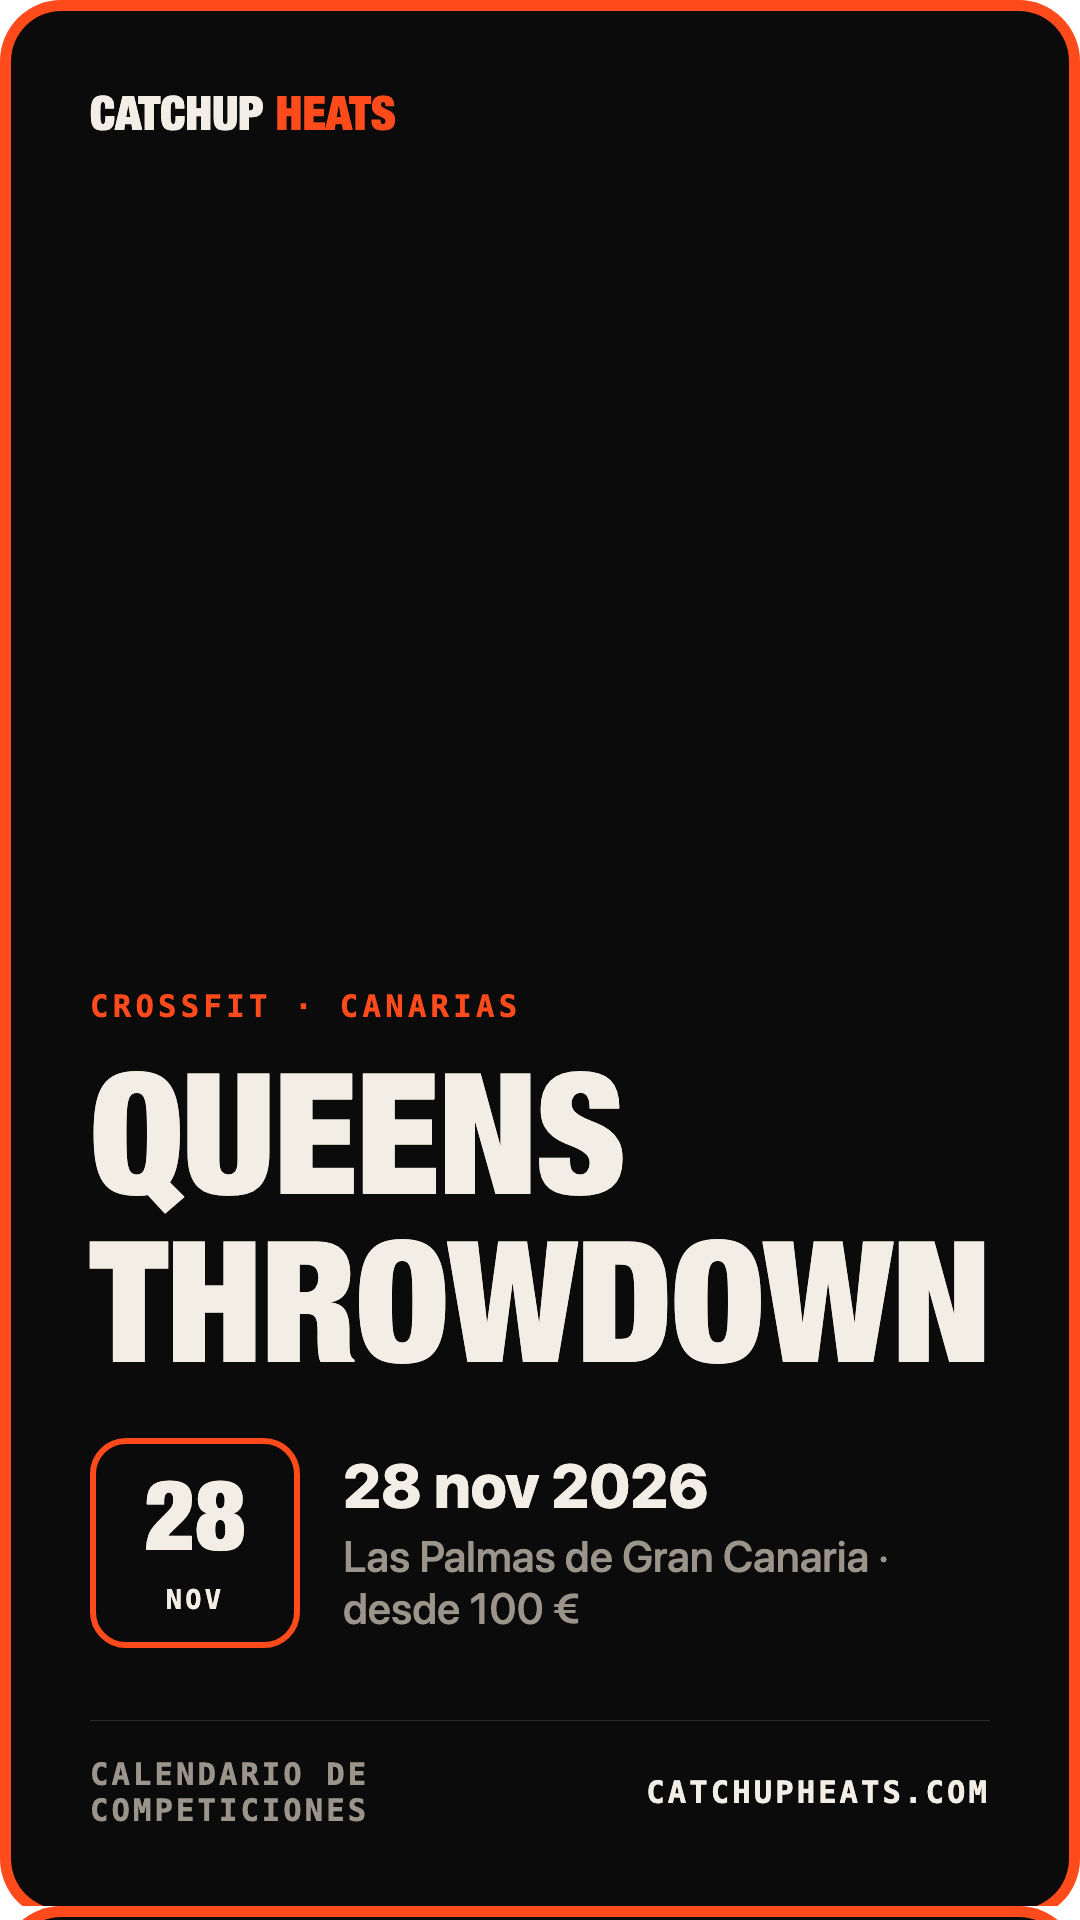 CATCHUP HEATS
CROSSFIT · CANARIAS
QUEENS
THROWDOWN
28
NOV
28 nov 2026
Las Palmas de Gran Canaria ·
desde 100 €
CALENDARIO DE
COMPETICIONES
CATCHUPHEATS.COM